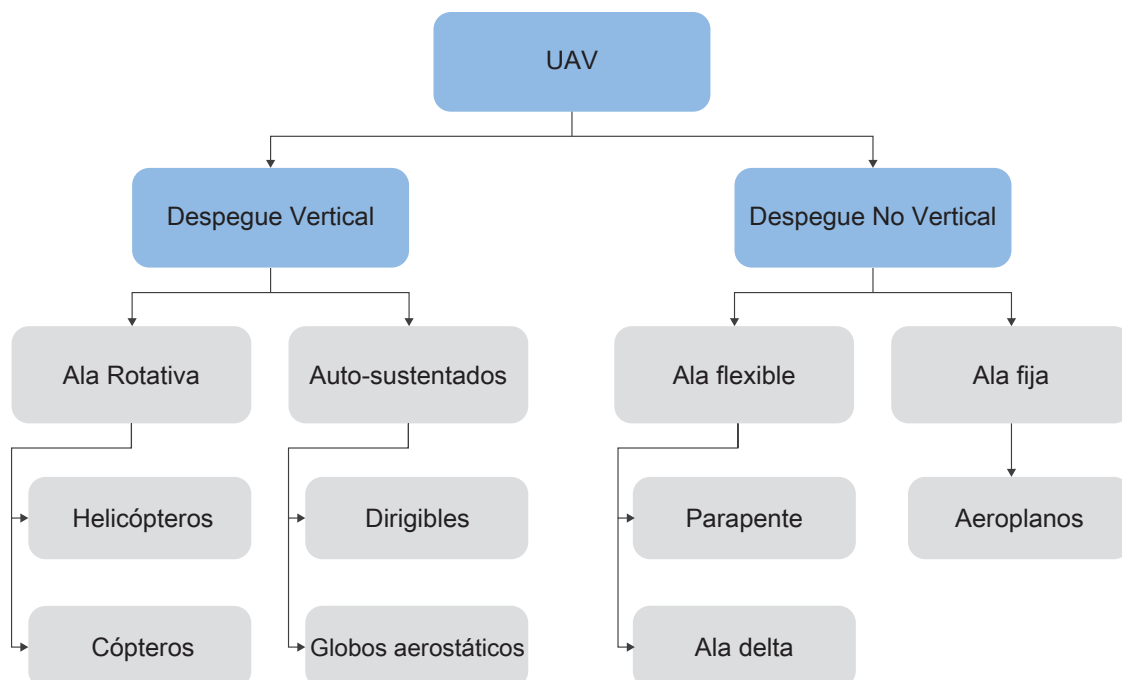 UAV
Despegue Vertical
Despegue No Vertical
Ala Rotativa
Auto-sustentados
Ala flexible
Ala fija
Helicópteros
Dirigibles
Parapente
Aeroplanos
Cópteros
Globos aerostáticos
Ala delta